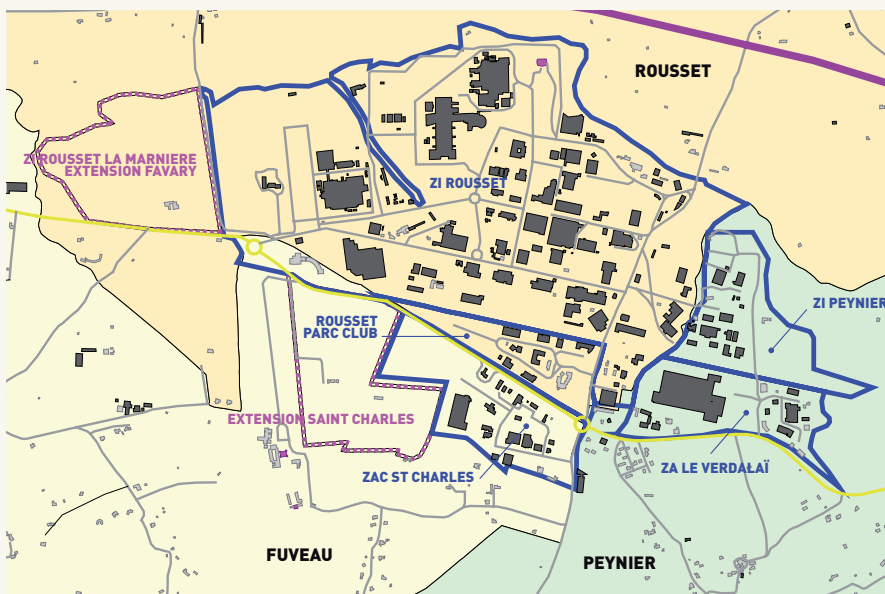 ROUSSET
ZI ROUSSET LA MARNIERE
EXTENSION FAVARY
ZI ROUSSET
ZI PEYNIER
ROUSSET
PARC CLUB
EXTENSION SAINT CHARLES
ZAC ST CHARLES
ZA LE VERDALAÏ
FUVEAU
PEYNIER